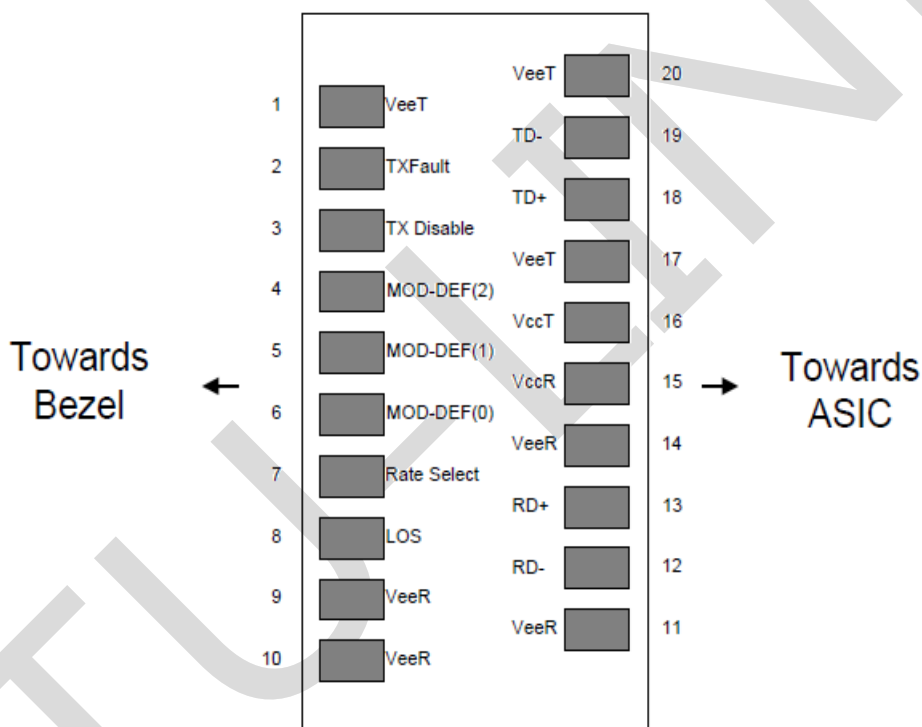 VeeT 20
1 VeeT
TD- 19
2 TXFault
TD+ 18
3 TX Disable
VeeT 17
4 MOD-DEF(2)
VccT 16
5 MOD-DEF(1)
Towards
Bezel
VccR 15
Towards
ASIC
6 MOD-DEF(0)
VeeR 14
7 Rate Select
RD+ 13
8 LOS
RD- 12
9 VeeR
VeeR 11
10 VeeR